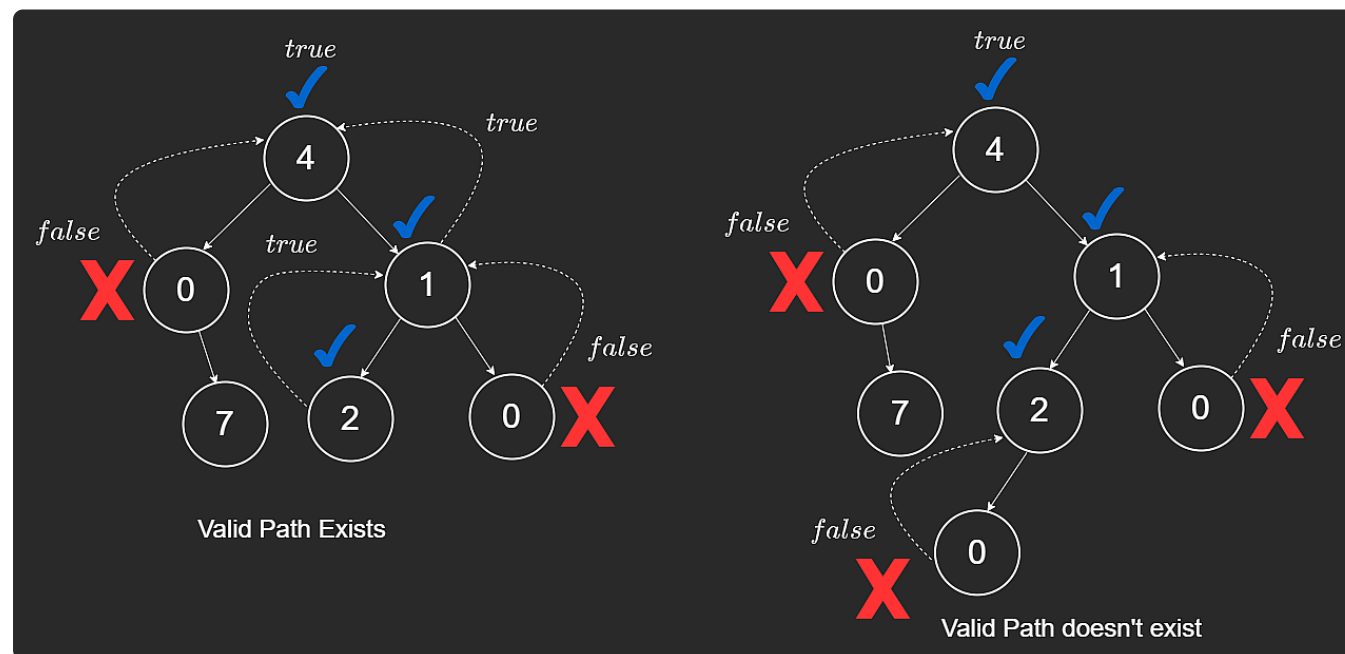 true
4
true
false
true
0
1
false
7
2
0
Valid Path Exists
true
4
false
0
1
false
7
2
0
false
0
Valid Path doesn't exist